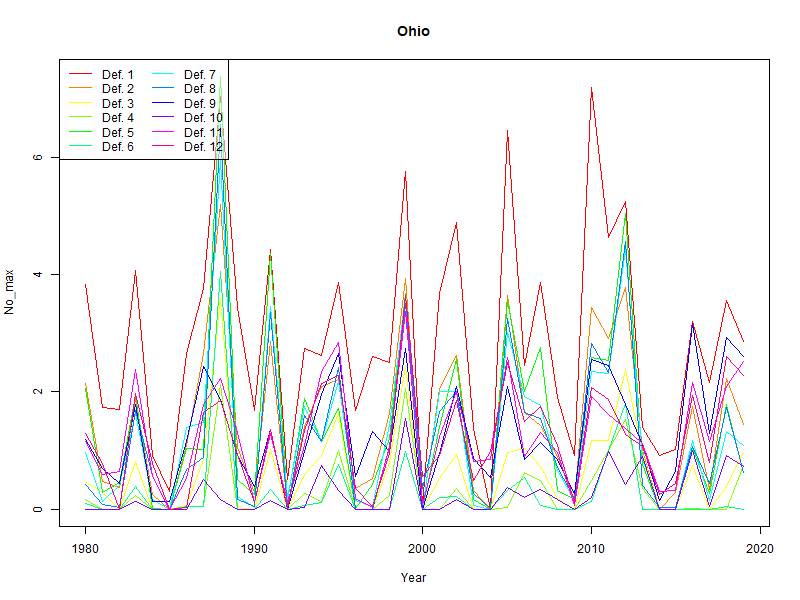 Ohio
Def. 1 Def. 7
Def. 2 Def. 8
Def. 3 Def. 9
Def. 4 Def. 10
Def. 5 Def. 11
Def. 6 Def. 12
6
4
2
0
No_max
1980 1990 2000 2010 2020
Year